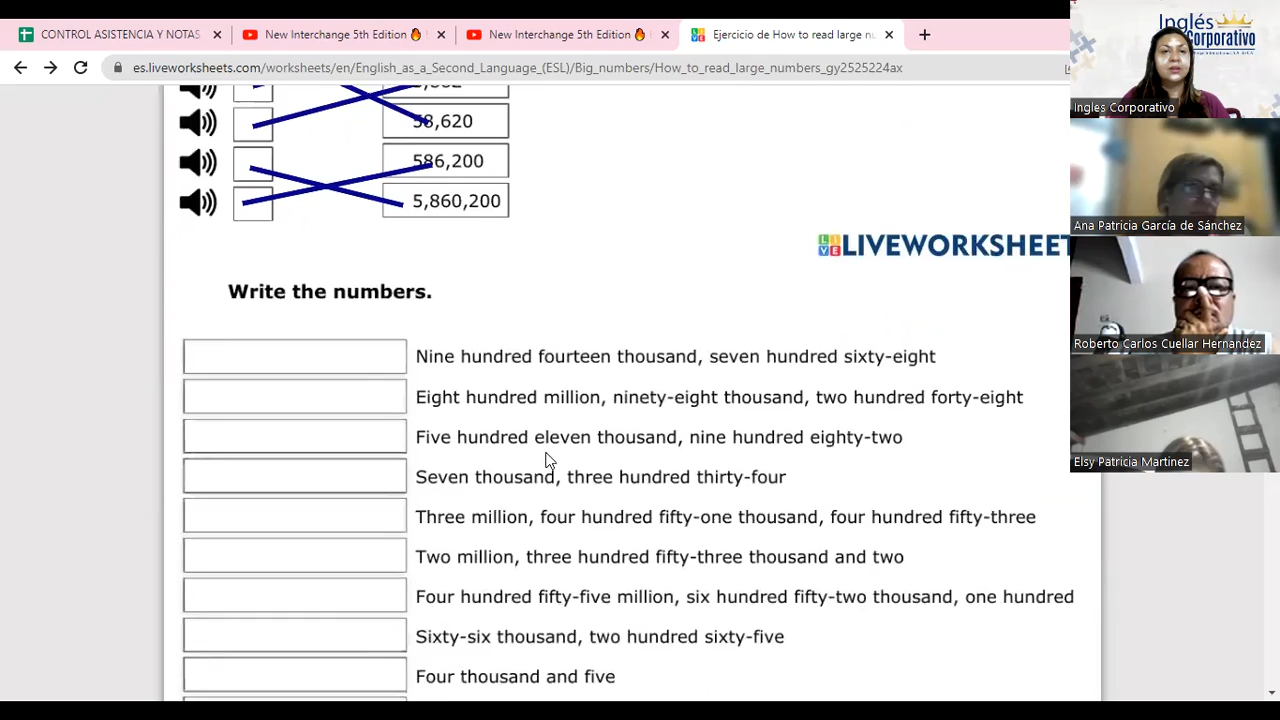 CONTROL ASISTENCIA Y NOTAS
New Interchange 5th Edition
New Interchange 5th Edition
Ejercicio de How to read large nu
es.liveworksheets.com/worksheets/en/English_as_a_Second_Language_(ESL)/Big_numbers/How_to_read_large_numbers_gy2525224ax
58,620
586,200
5,860,200
LIVEWORKSHEET
Write the numbers.
Nine hundred fourteen thousand, seven hundred sixty-eight
Eight hundred million, ninety-eight thousand, two hundred forty-eight
Five hundred eleven thousand, nine hundred eighty-two
Seven thousand, three hundred thirty-four
Three million, four hundred fifty-one thousand, four hundred fifty-three
Two million, three hundred fifty-three thousand and two
Four hundred fifty-five million, six hundred fifty-two thousand, one hundred
Sixty-six thousand, two hundred sixty-five
Four thousand and five
Inglés
Corporativo
Ingles Corporativo
Ana Patricia García de Sánchez
Roberto Carlos Cuellar Hernandez
Elsy Patricia Martinez